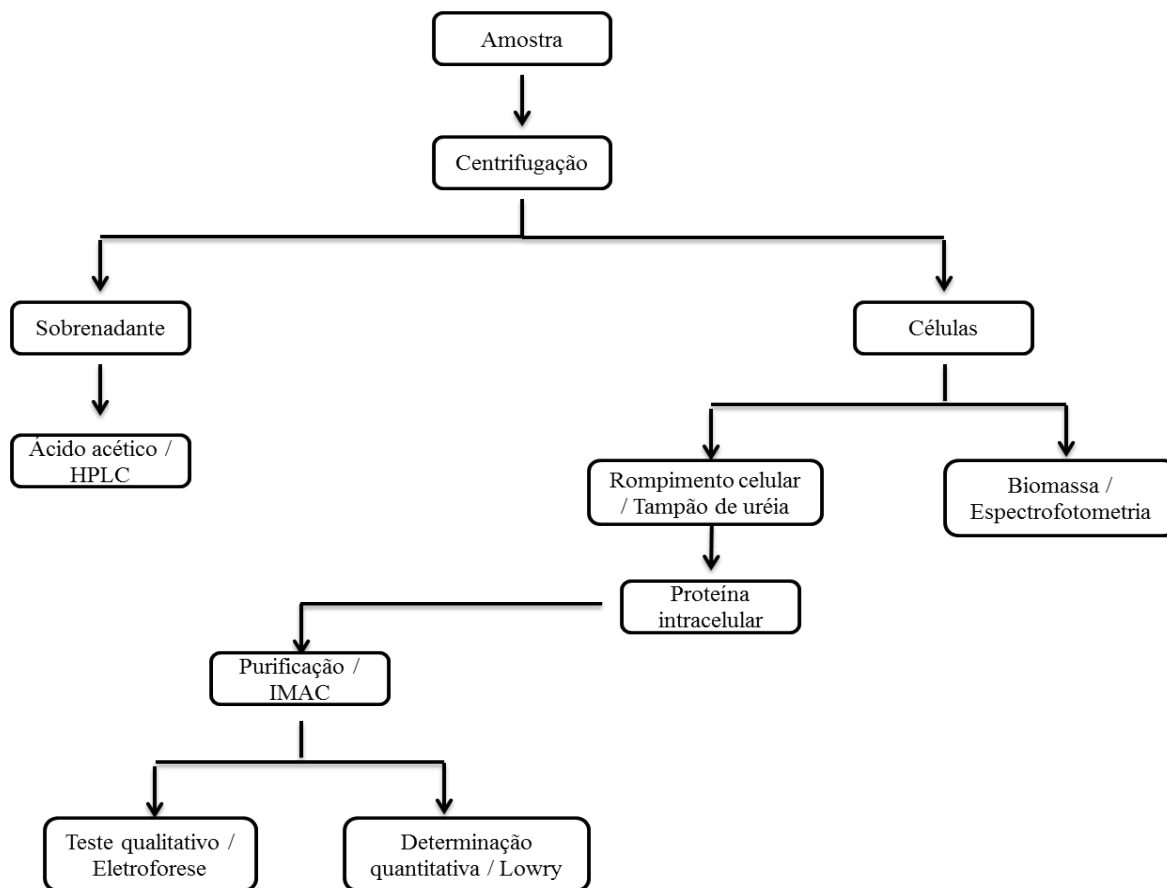 Amostra
Centrifugação
Sobrenadante
Células
Ácido acético /
HPLC
Rompimento celular
/ Tampão de uréia
Biomassa /
Espectrofotometria
Proteína
intracelular
Purificação /
IMAC
Teste qualitativo /
Eletroforese
Determinação
quantitativa / Lowry